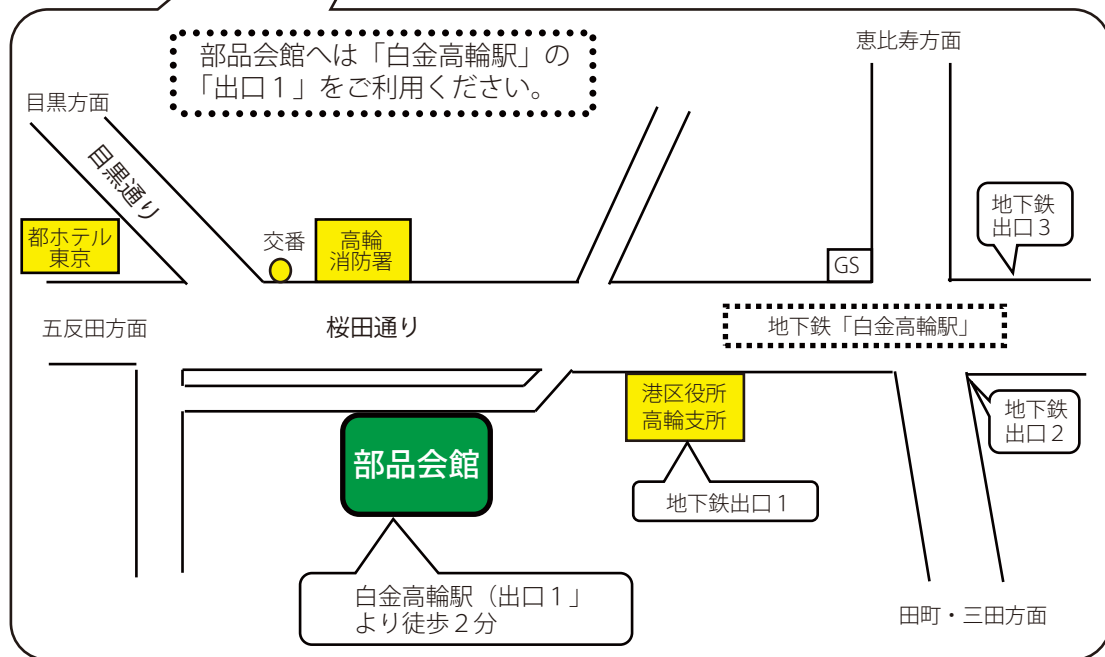 部品会館へは「白金高輪駅」の
「出口１」をご利用ください。
恵比寿方面
目黒方面
目黒通り
都ホテル
東京
交番
高輪
消防署
GS
地下鉄
出口３
五反田方面
桜田通り
地下鉄「白金高輪駅」
港区役所
高輪支所
地下鉄
出口２
部品会館
地下鉄出口１
白金高輪駅（出口１」
より徒歩２分
田町・三田方面